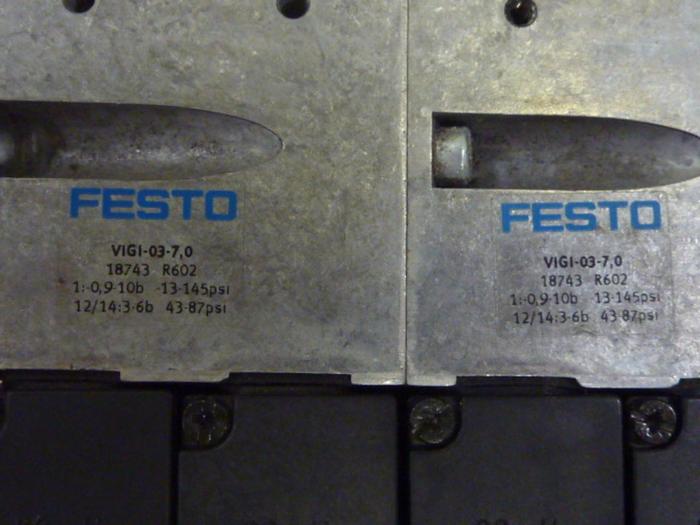 FESTO
VIGI-03-7,0
18743 R602
1:-0,9-10b -13-145psi
12/14:3-6b 43-87psi
FESTO
VIGI-03-7,0
18743 R602
1:-0,9-10b 13-145psi
12/14:3-6b 43-87psi